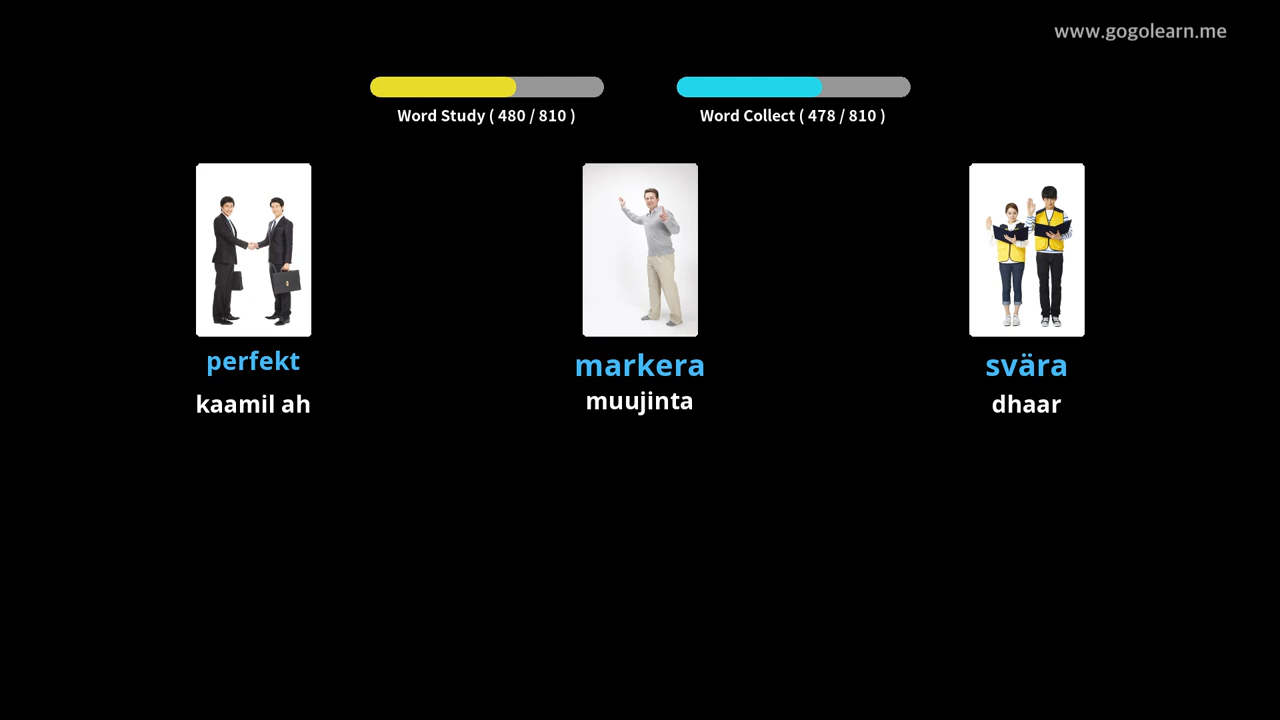 www.gogolearn.me
Word Study ( 480 / 810 )
Word Collect ( 478 / 810 )
perfekt
kaamil ah
markera
muujinta
svära
dhaar